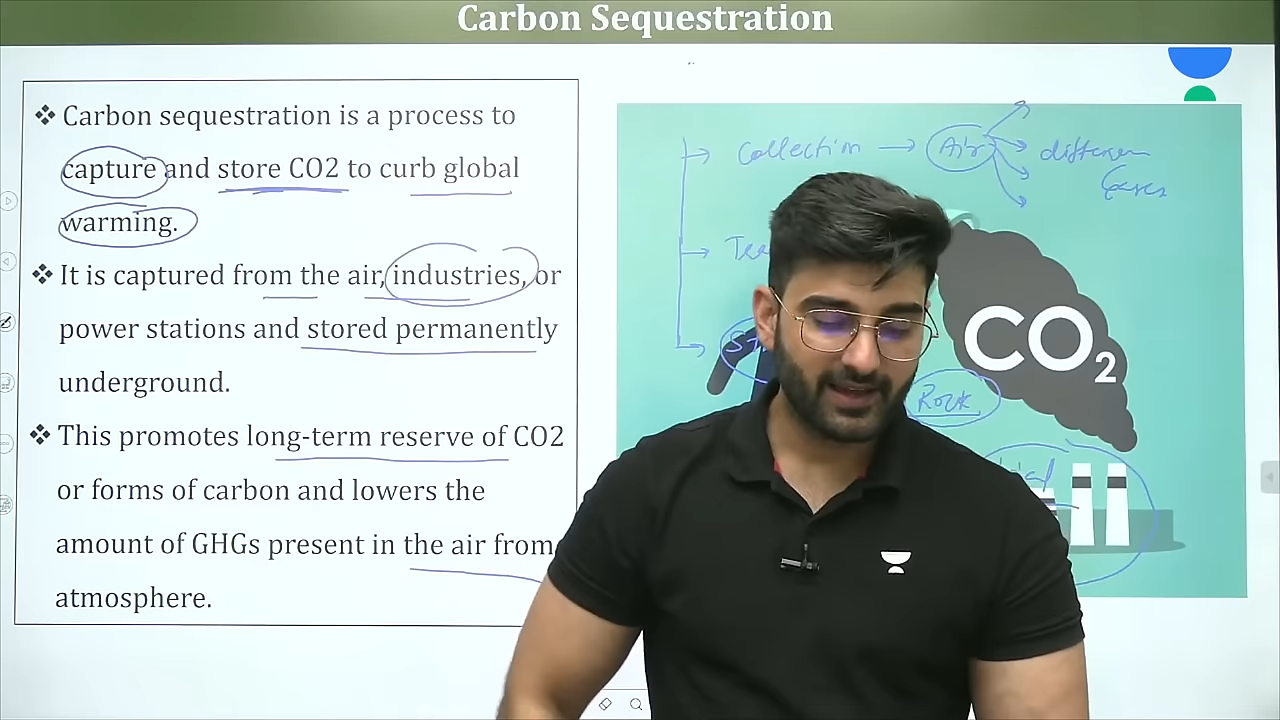 Carbon Sequestration
❖ Carbon sequestration is a process to
capture and store CO2 to curb global
warming.
❖ It is captured from the air, industries, or
power stations and stored permanently
underground.
❖ This promotes long-term reserve of CO2
or forms of carbon and lowers the
amount of GHGs present in the air from
atmosphere.
Collection → Air
Rock
CO2